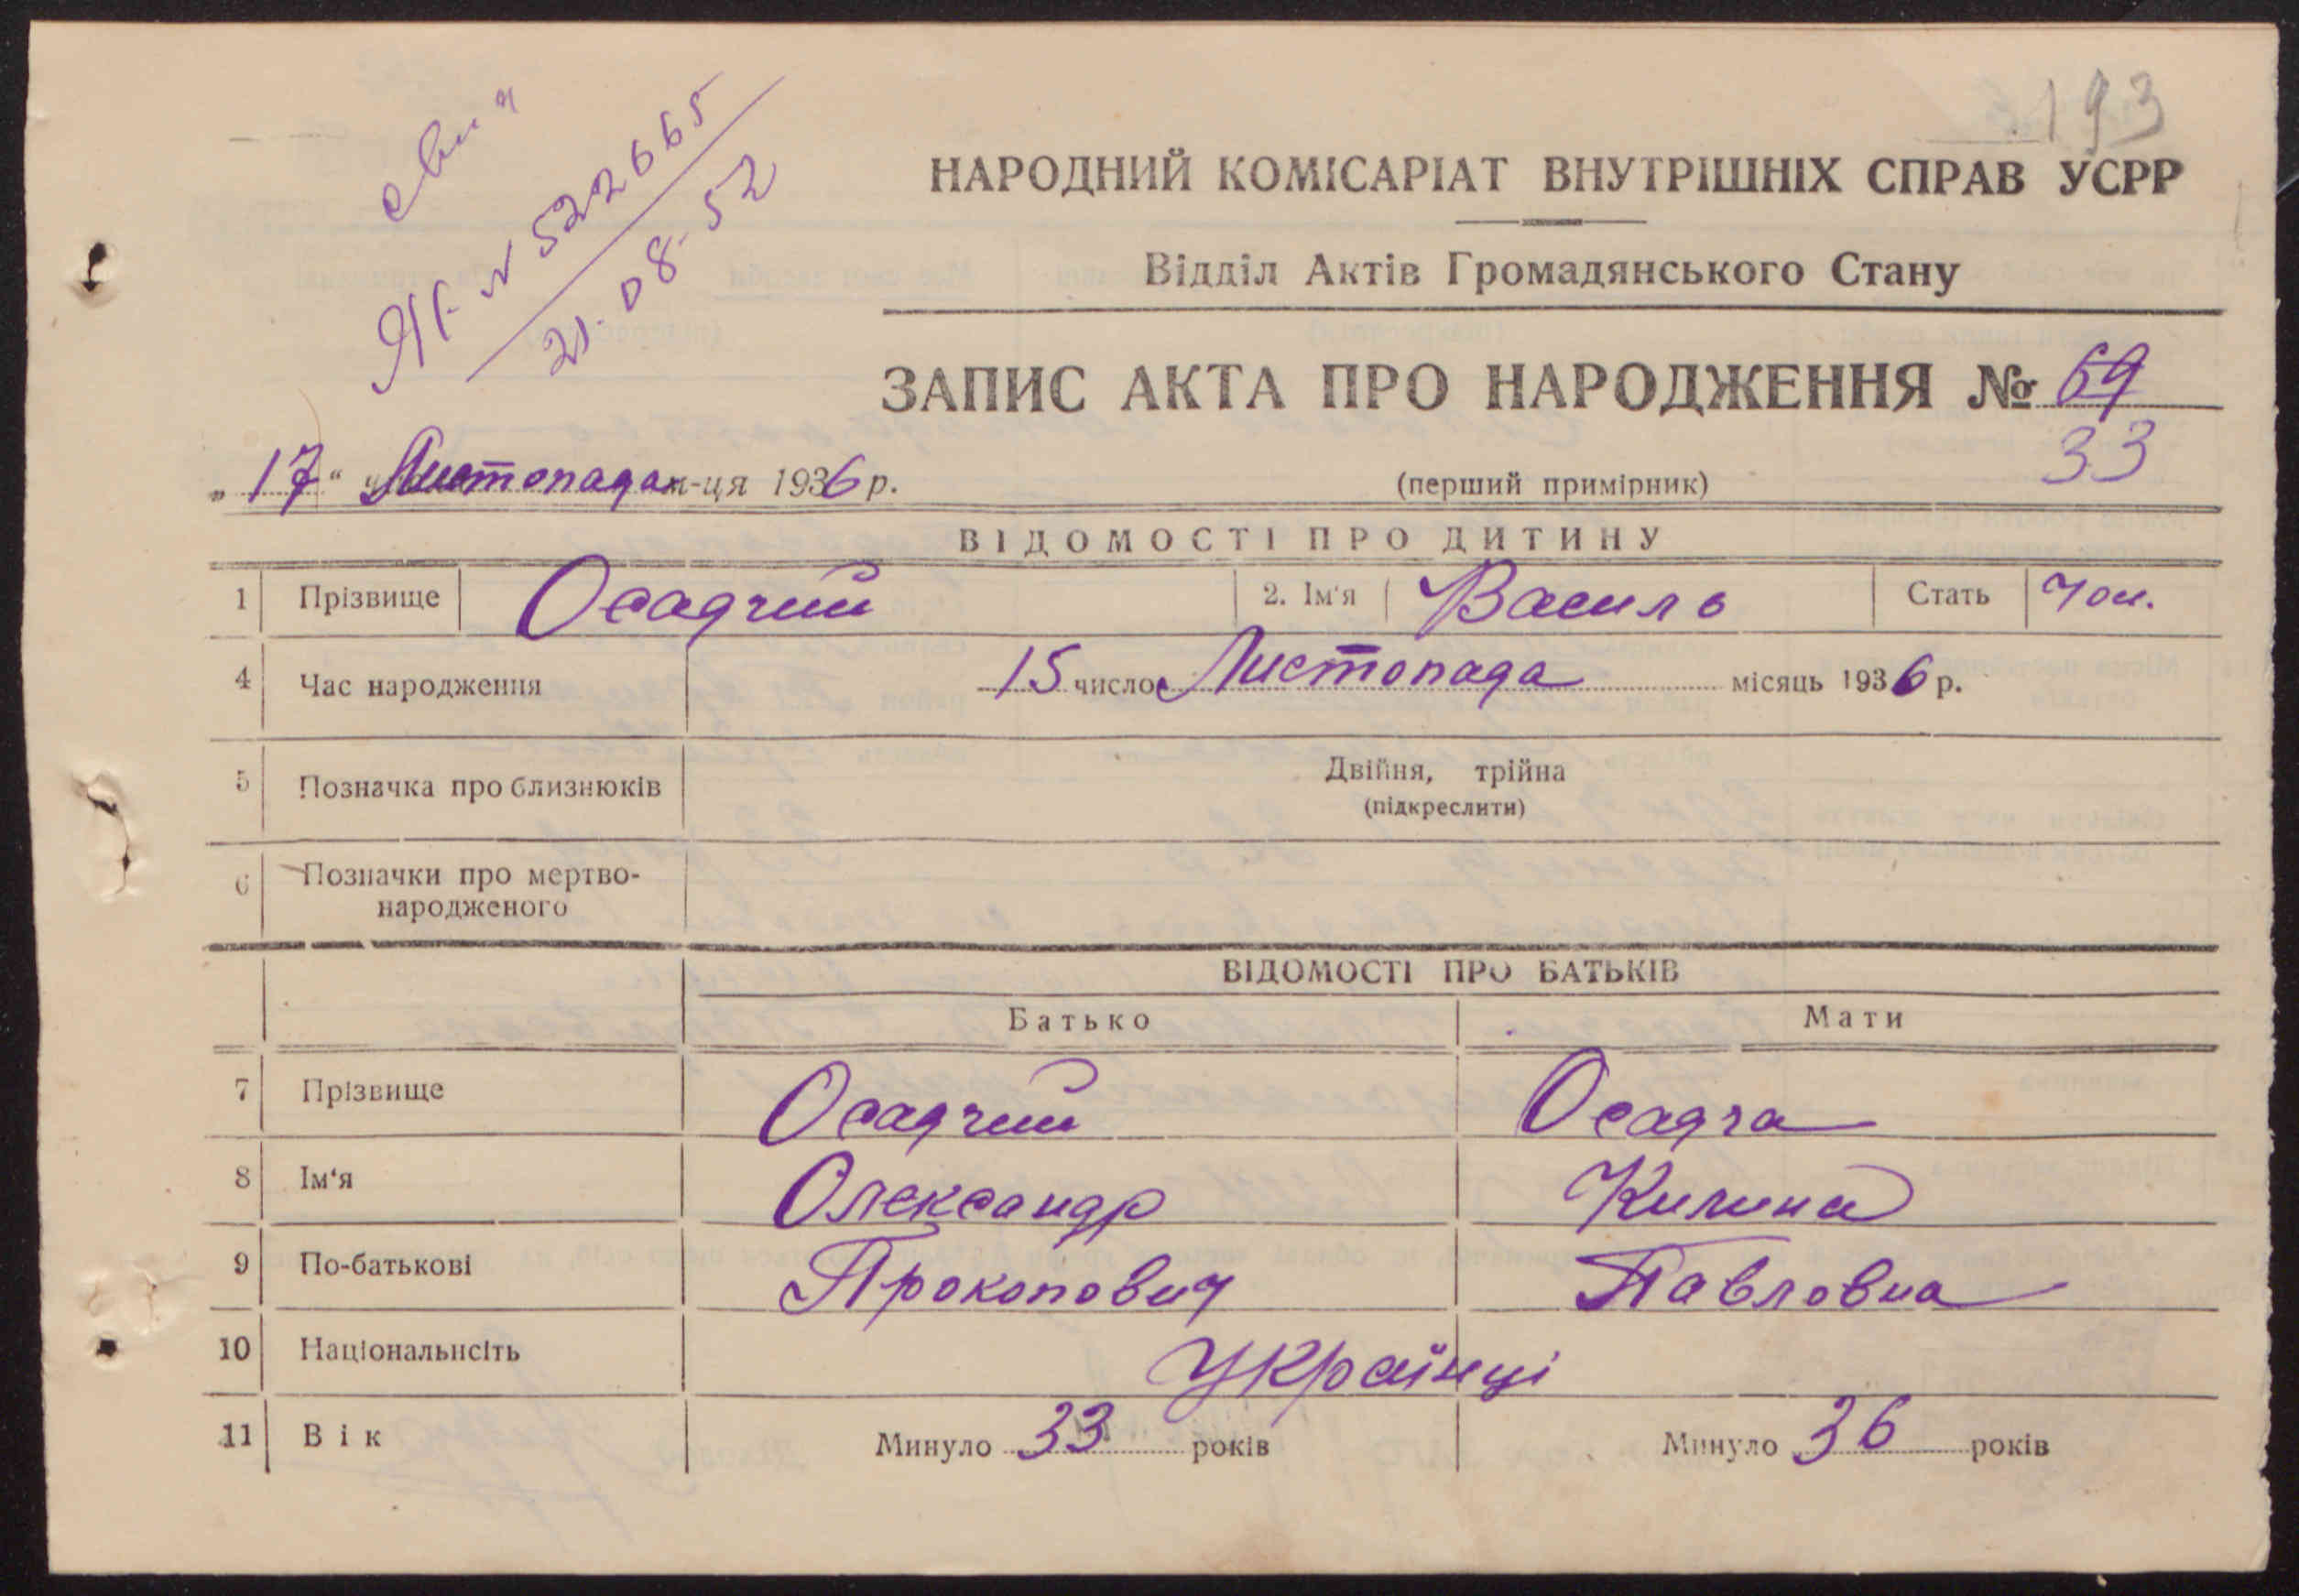 193
ЯГ № 522665
21.08.52
НАРОДНИЙ КОМІСАРІАТ ВНУТРІШНІХ СПРАВ УСРР
Відділ Актів Громадянського Стану
ЗАПИС АКТА ПРО НАРОДЖЕННЯ № 69
33
„17“ Листопада м-ця 1936 р. (перший примірник)
ВІДОМОСТІ ПРО ДИТИНУ
1 Прізвище Осадчий 2. Ім'я Василь Стать чол.
4 Час народження 15 число Листопада місяць 1936 р.
5 Позначка про близнюків Двійня, трійна
(підкреслити)
6 Позначки про мертво-
народженого
ВІДОМОСТІ ПРО БАТЬКІВ
Батько Мати
7 Прізвище Осадчий Осадча
8 Ім'я Олександр Килина
9 По-батькові Прокопович Павловна
10 Національнсіть Українці
11 Вік Минуло 33 років Минуло 36 років